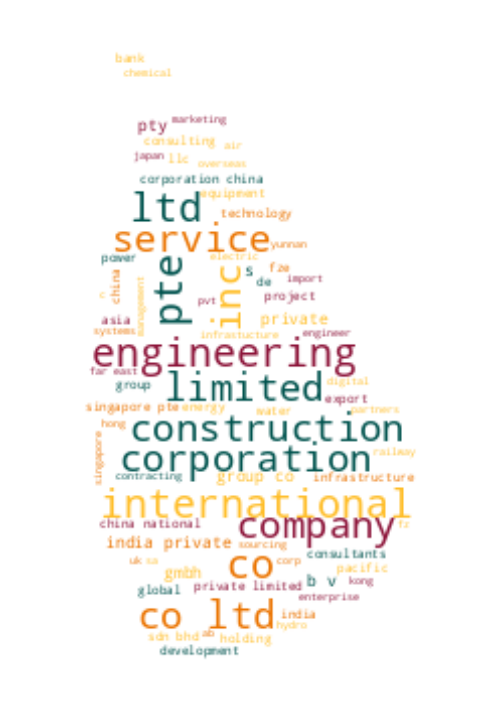 bank
chemical
pty marketing
consulting air
japan llc overseas
corporation china
ltd equipment
technology
service yunnan
power electric
pte inc s fze
china de import
c management pvt project
asia private
systems infrastructure engineer
engineering
far east
group limited digital
export
singapore pte energy water partners
hong construction
singapore corporation railway
contracting group co infrastructure
international
china national company fc
india private sourcing
consultants
uk sa co corp
gmbh pacific
b v kong
global private limited
enterprise
co ltd india
hydro
sdn bhd ab holding
development